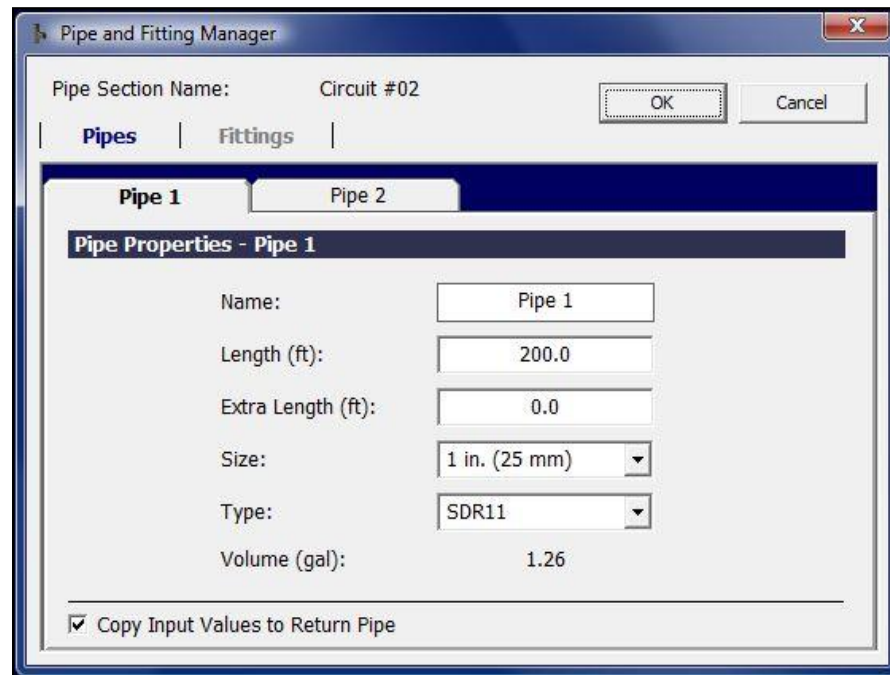 Pipe and Fitting Manager
Pipe Section Name: Circuit #02
OK
Cancel
Pipes
Fittings
Pipe 1
Pipe 2
Pipe Properties - Pipe 1
Name: Pipe 1
Length (ft): 200.0
Extra Length (ft): 0.0
Size: 1 in. (25 mm)
Type: SDR11
Volume (gal): 1.26
Copy Input Values to Return Pipe